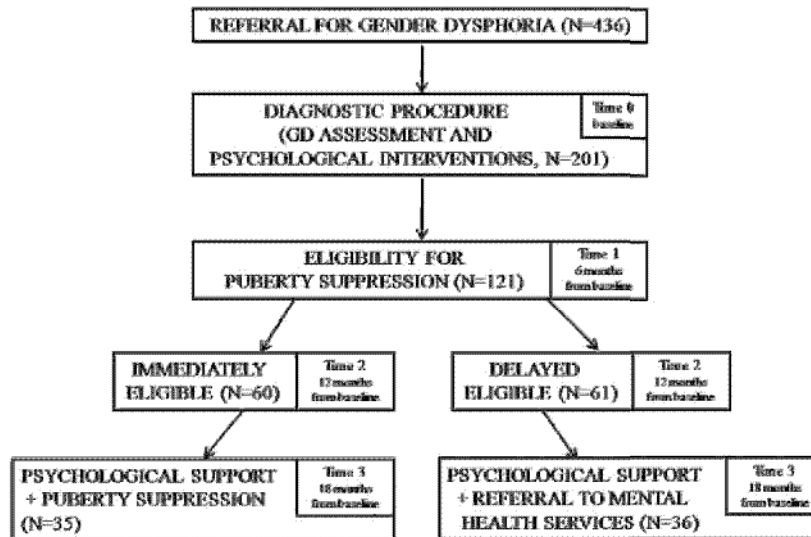 REFERRAL FOR GENDER DYSPHORIA (N=436)
DIAGNOSTIC PROCEDURE
(GD ASSESSMENT AND
PSYCHOLOGICAL INTERVENTIONS, N=201)
Time 0
baseline
ELIGIBILITY FOR
PUBERTY SUPPRESSION (N=121)
Time 1
6 months
from baseline
IMMEDIATELY
ELIGIBLE (N=60)
Time 2
12 months
from baseline
DELAYED
ELIGIBLE (N=61)
Time 2
12 months
from baseline
PSYCHOLOGICAL SUPPORT
+ PUBERTY SUPPRESSION
(N=35)
Time 3
18 months
from baseline
PSYCHOLOGICAL SUPPORT
+ REFERRAL TO MENTAL
HEALTH SERVICES (N=36)
Time 3
18 months
from baseline